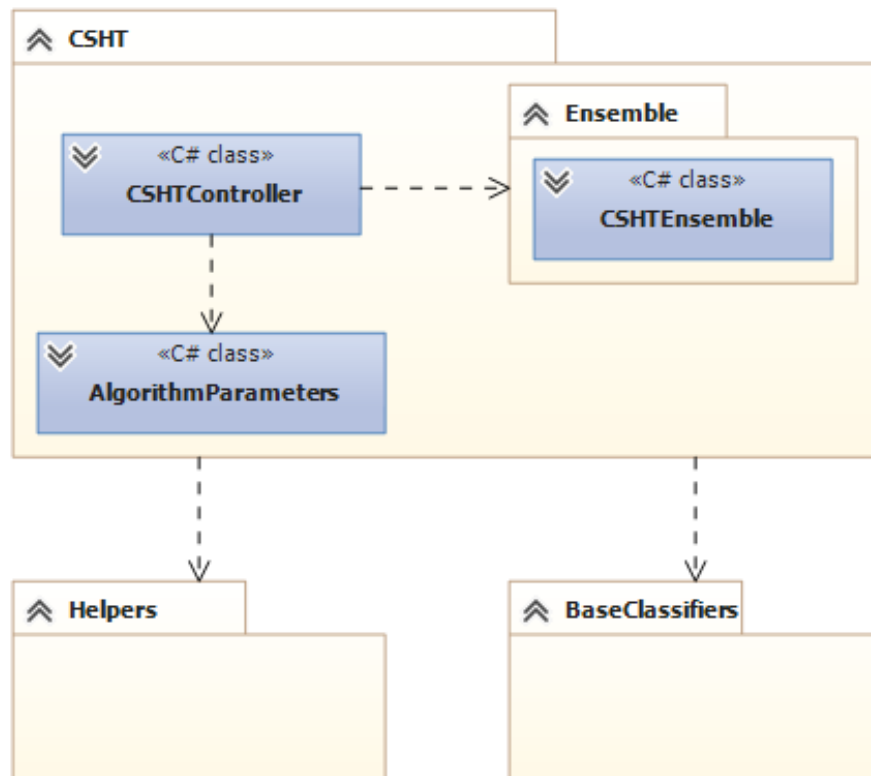 CSHT
Ensemble
«C# class»
CSHTController
«C# class»
CSHTEnsemble
«C# class»
AlgorithmParameters
Helpers
BaseClassifiers